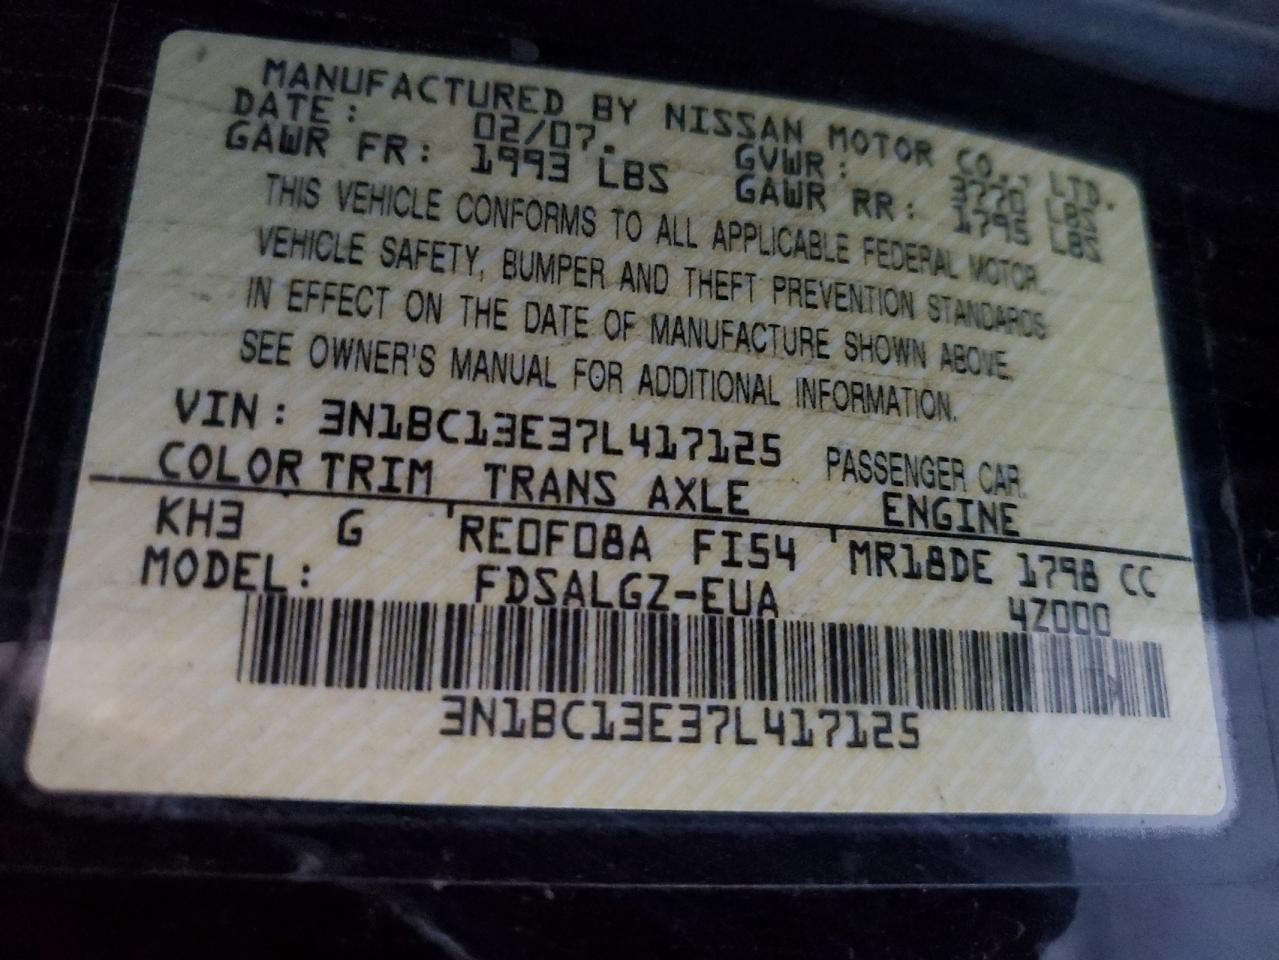 MANUFACTURED BY NISSAN MOTOR CO., LTD.
DATE: 02/07. GVWR: 3770 LBS
GAWR FR: 1993 LBS GAWR RR: 1795 LBS
THIS VEHICLE CONFORMS TO ALL APPLICABLE FEDERAL MOTOR.
VEHICLE SAFETY, BUMPER AND THEFT PREVENTION STANDARDS
IN EFFECT ON THE DATE OF MANUFACTURE SHOWN ABOVE.
SEE OWNER'S MANUAL FOR ADDITIONAL INFORMATION.
VIN: 3N1BC13E37L417125 PASSENGER CAR.
COLOR TRIM TRANS AXLE ENGINE
KH3 G RE0F08A FI54 MR18DE 1798 CC
MODEL: FDSALGZ-EUA 4Z000
3N1BC13E37L417125